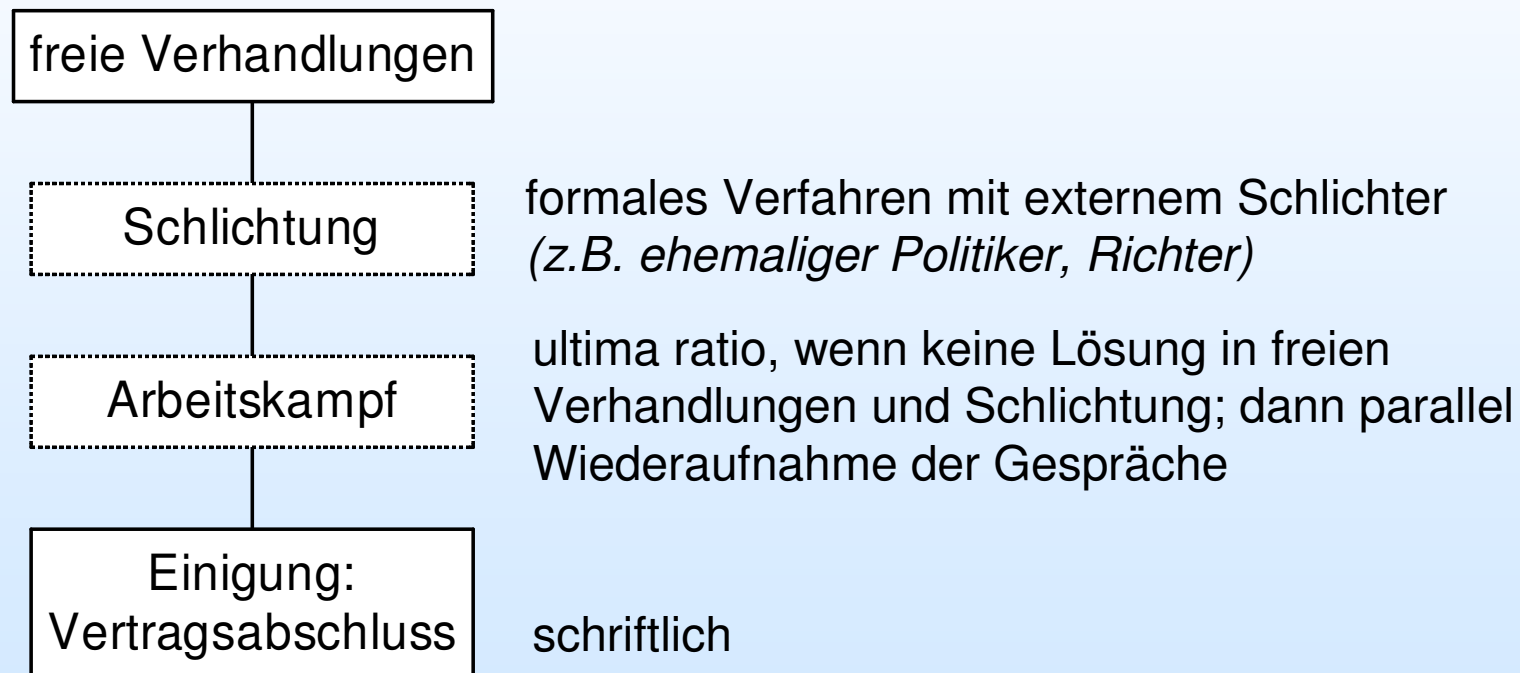 freie Verhandlungen
Schlichtung
formales Verfahren mit externem Schlichter
(z.B. ehemaliger Politiker, Richter)
Arbeitskampf
ultima ratio, wenn keine Lösung in freien
Verhandlungen und Schlichtung; dann parallel
Wiederaufnahme der Gespräche
Einigung:
Vertragsabschluss
schriftlich